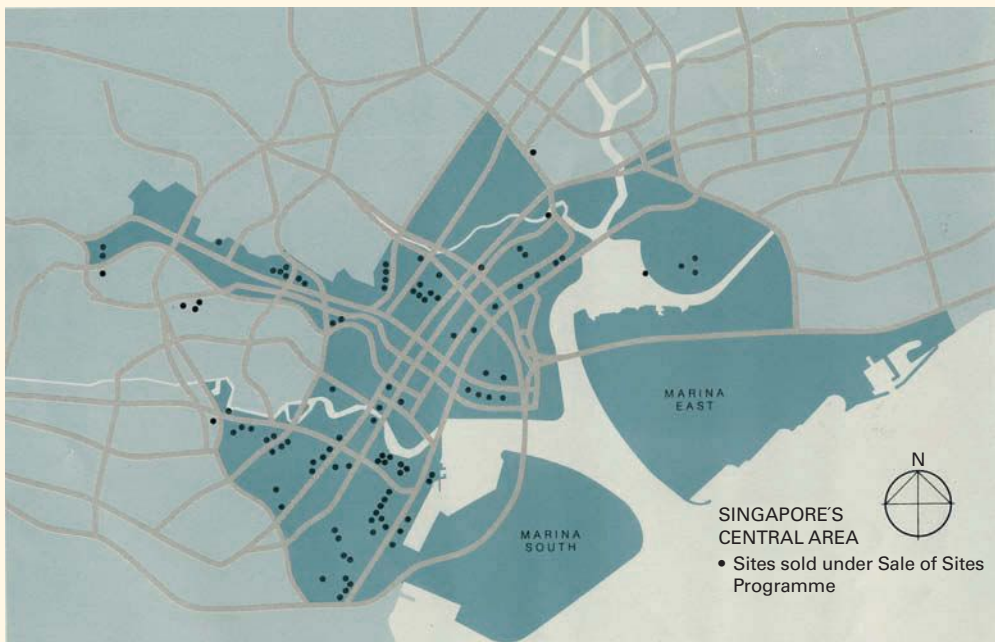 MARINA
EAST
MARINA
SOUTH
N
SINGAPORE'S
CENTRAL AREA
• Sites sold under Sale of Sites
Programme